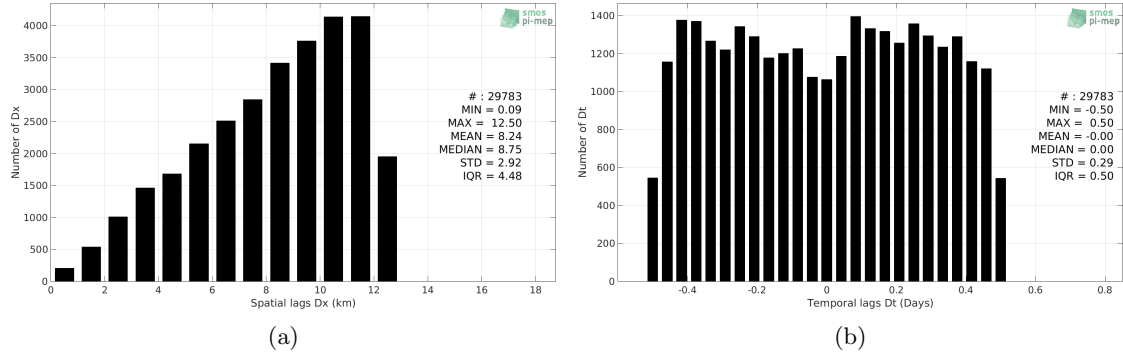 4000
3500
3000
2500
2000
1500
1000
500
0
Number of Dx
0 2 4 6 8 10 12 14 16 18
Spatial lags Dx (km)
smos
pi-mep
# : 29783
MIN = 0.09
MAX = 12.50
MEAN = 8.24
MEDIAN = 8.75
STD = 2.92
IQR = 4.48
(a)
1400
1200
1000
800
600
400
200
0
Number of Dt
-0.4 -0.2 0 0.2 0.4 0.6 0.8
Temporal lags Dt (Days)
smos
pi-mep
# : 29783
MIN = -0.50
MAX = 0.50
MEAN = -0.00
MEDIAN = 0.00
STD = 0.29
IQR = 0.50
(b)